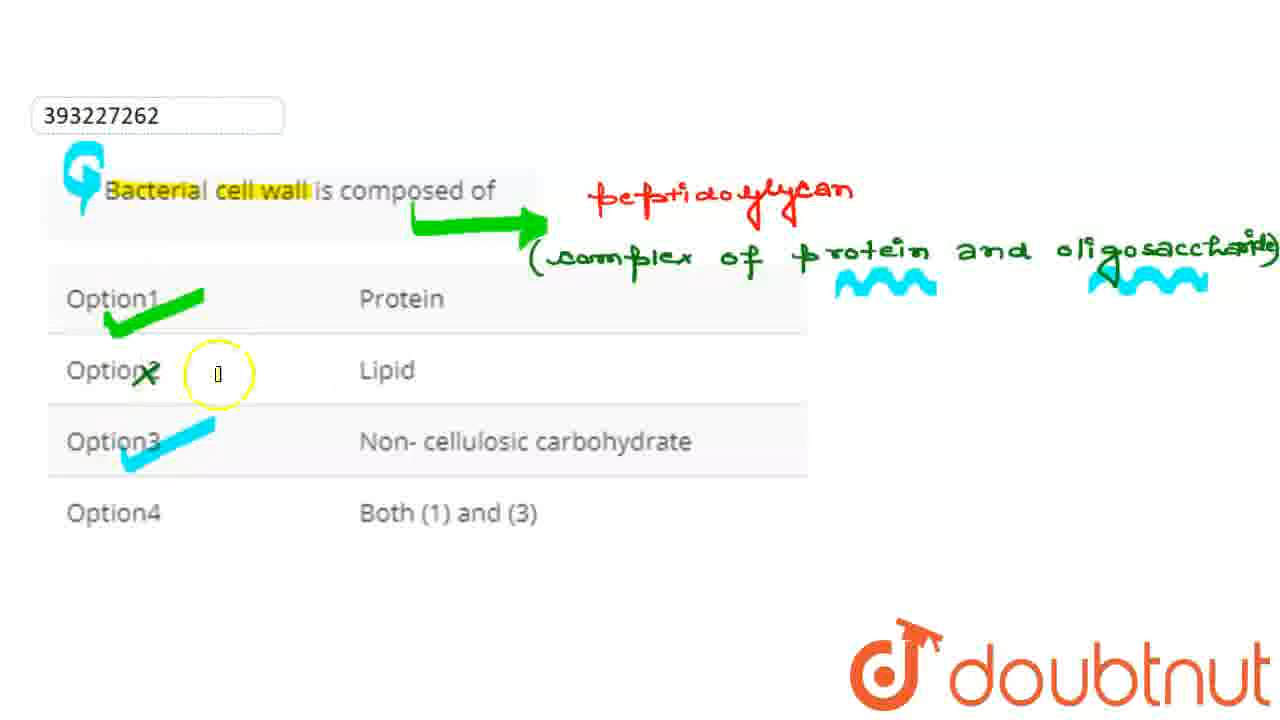 393227262
Bacterial cell wall is composed of
peptidoglycan
(complex of protein and oligosaccharide)
Option1 Protein
Option2 Lipid
Option3 Non- cellulosic carbohydrate
Option4 Both (1) and (3)
doubtnut